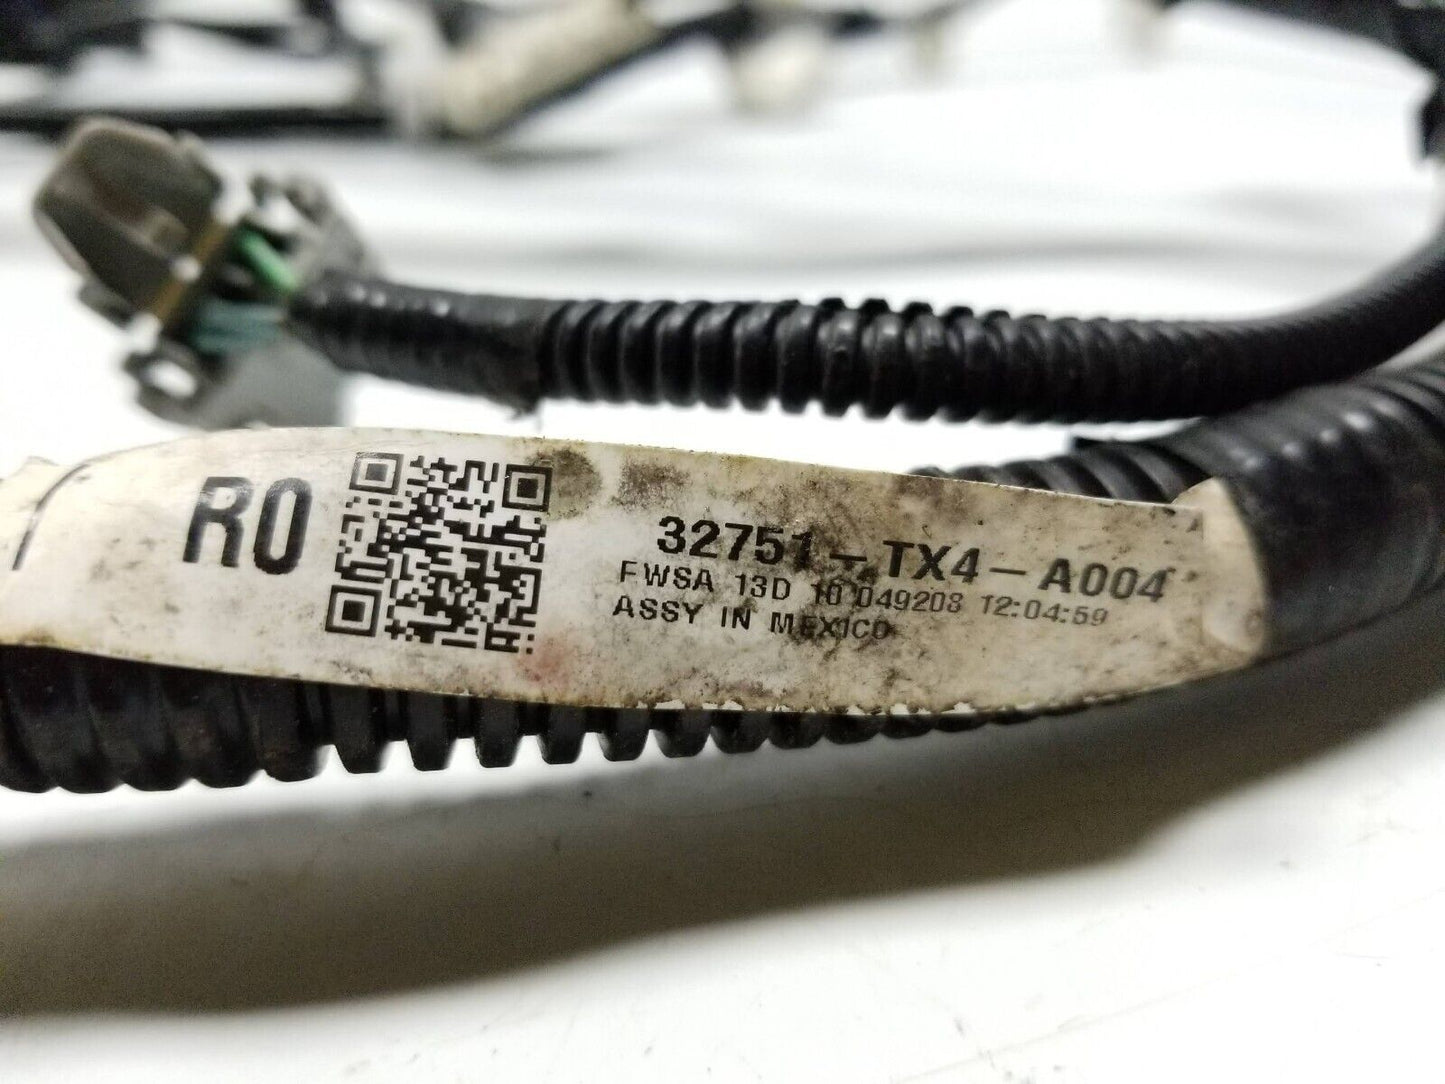 R0
32751-TX4-A004
FWSA 13D 10 049208 12:04:59
ASSY IN MEXICO